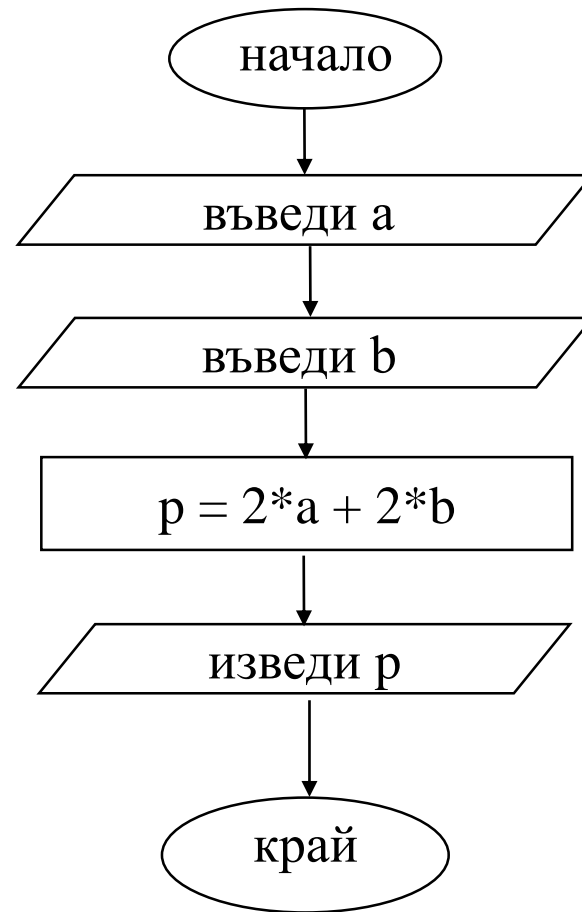 начало
въведи a
въведи b
p = 2*a + 2*b
изведи p
край